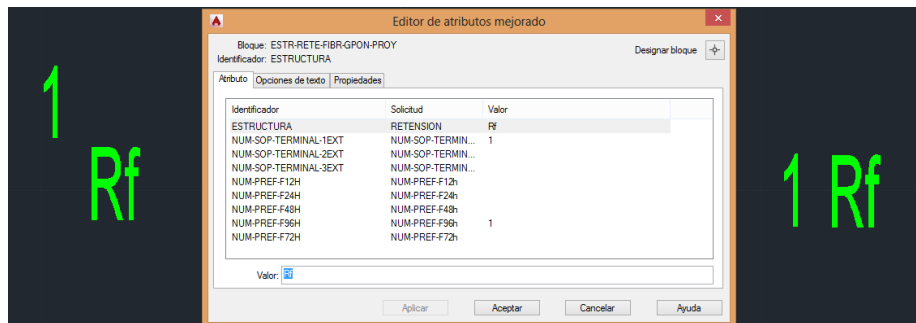 Editor de atributos mejorado
Bloque: ESTR-RETE-FIBR-GPON-PROY
Identificador: ESTRUCTURA
Designar bloque
Atributo Opciones de texto Propiedades
Identificador Solicitud Valor
ESTRUCTURA RETENSION Rf
NUM-SOP-TERMINAL-1EXT NUM-SOP-TERMIN... 1
NUM-SOP-TERMINAL-2EXT NUM-SOP-TERMIN...
NUM-SOP-TERMINAL-3EXT NUM-SOP-TERMIN...
NUM-PREF-F12H NUM-PREF-F12h
NUM-PREF-F24H NUM-PREF-F24h
NUM-PREF-F48H NUM-PREF-F48h
NUM-PREF-F96H NUM-PREF-F96h 1
NUM-PREF-F72H NUM-PREF-F72h
Valor: Rf
Aplicar Aceptar Cancelar Ayuda
1
Rf
1 Rf